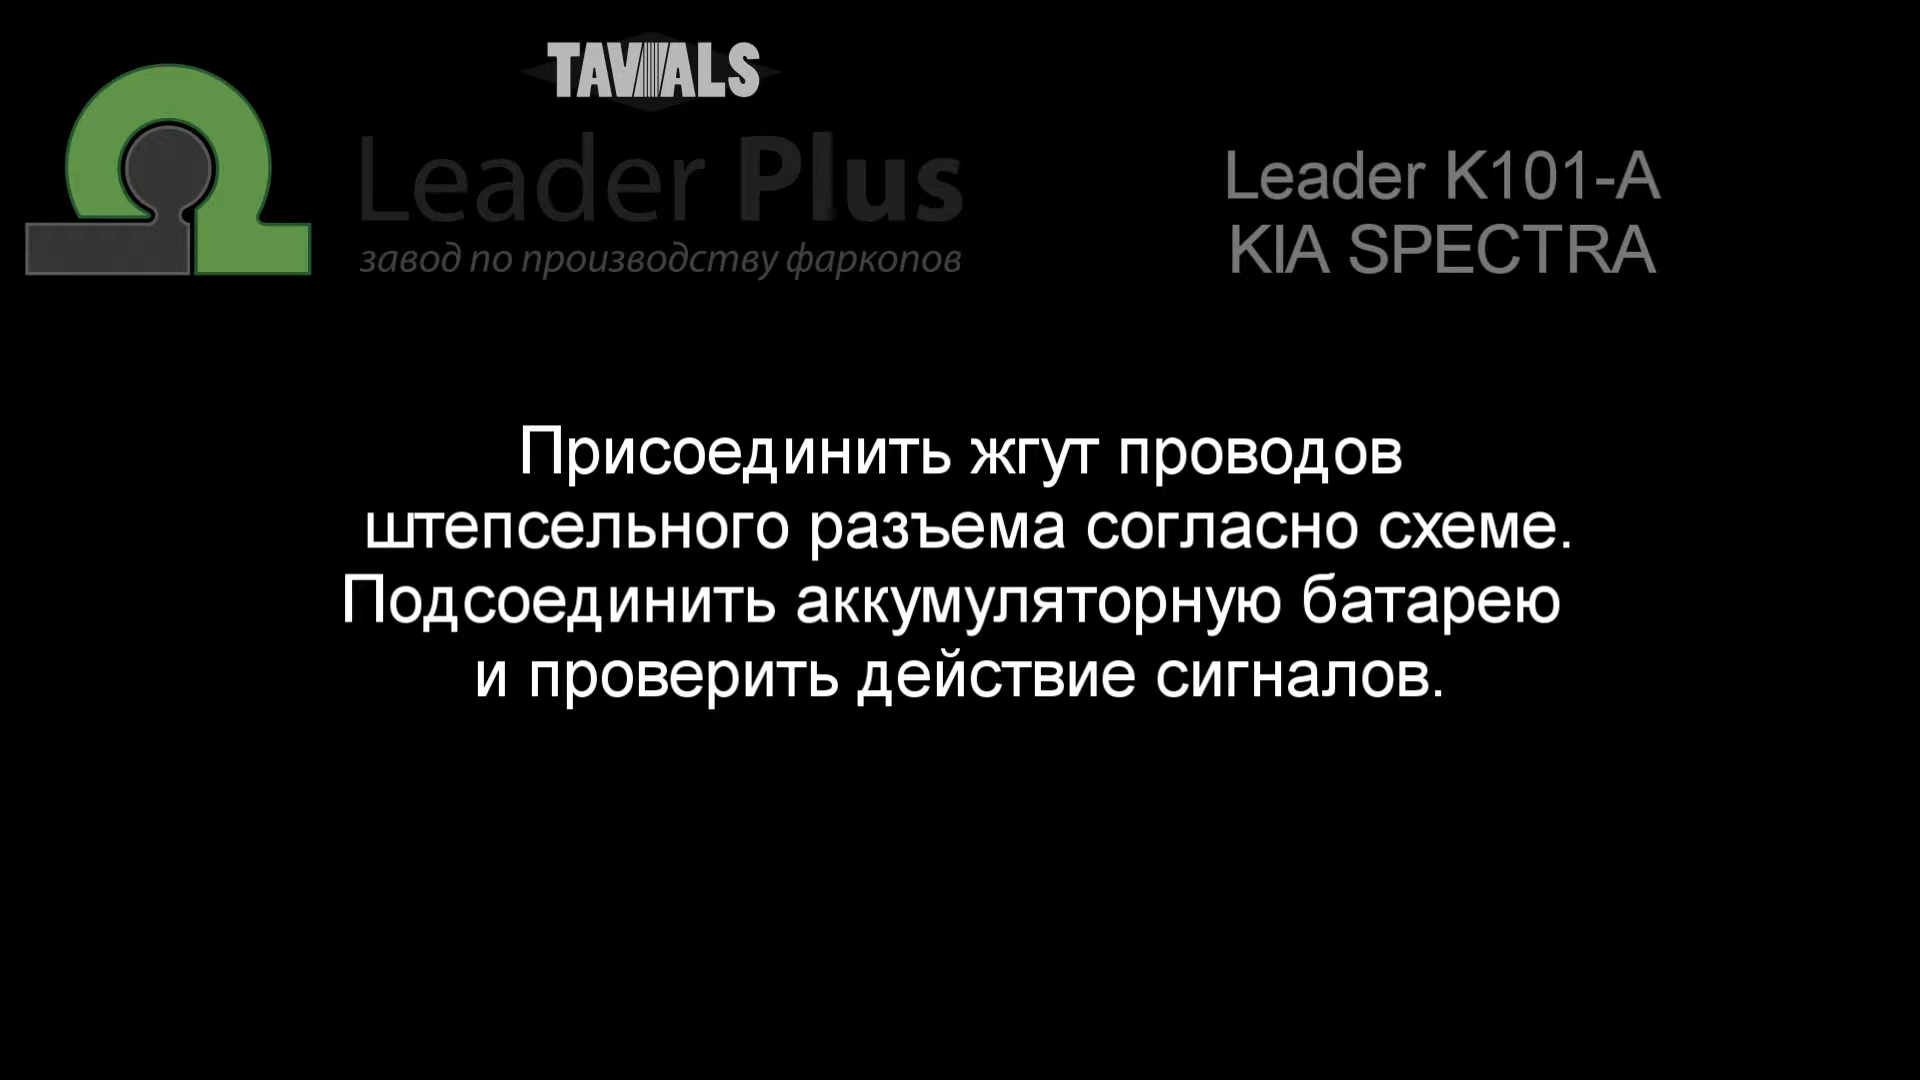 TAVIALS
Leader Plus
завод по производству фаркопов
Leader K101-A
KIA SPECTRA
Присоединить жгут проводов
штепсельного разъема согласно схеме.
Подсоединить аккумуляторную батарею
и проверить действие сигналов.